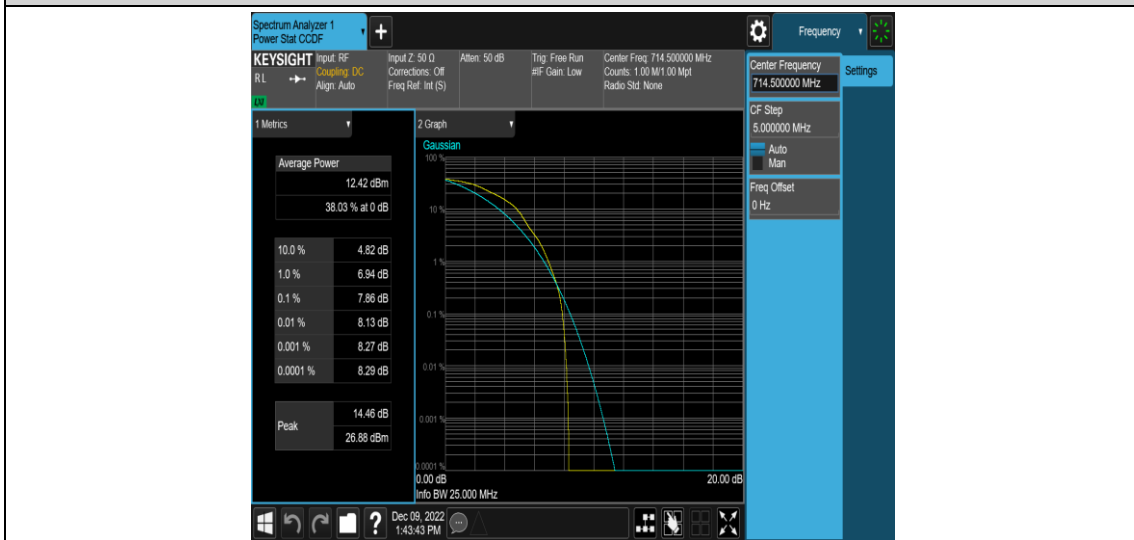 Spectrum Analyzer 1
Power Stat CCDF
+
Frequency
KEYSIGHT
RL
Input: RF
Coupling: DC
Align: Auto
Input Z: 50 Ω
Corrections: Off
Freq Ref: Int (S)
Atten: 50 dB
Trig: Free Run
#IF Gain: Low
Center Freq: 714.500000 MHz
Counts: 1.00 M/1.00 Mpt
Radio Std: None
Center Frequency
714.500000 MHz
Settings
CF Step
5.000000 MHz
Auto
Man
Freq Offset
0 Hz
1 Metrics
Average Power
12.42 dBm
38.03 % at 0 dB
10.0 % 4.82 dB
1.0 % 6.94 dB
0.1 % 7.86 dB
0.01 % 8.13 dB
0.001 % 8.27 dB
0.0001 % 8.29 dB
Peak 14.46 dB
26.88 dBm
2 Graph
Gaussian
100 %
10 %
1 %
0.1 %
0.01 %
0.001 %
0.0001 %
0.00 dB 20.00 dB
Info BW 25.000 MHz
?
Dec 09, 2022
1:43:43 PM